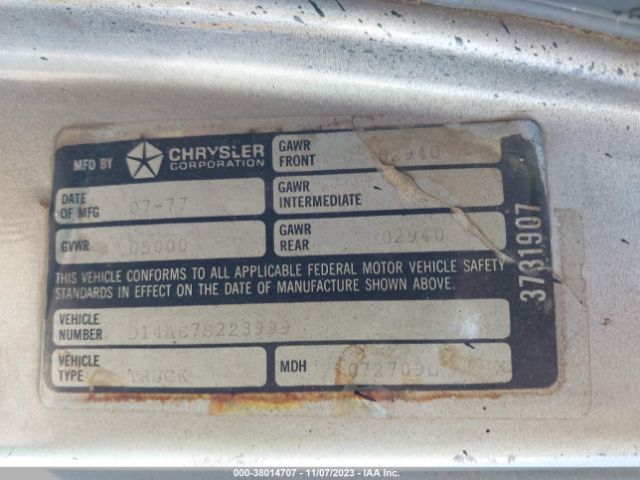 MFD BY CHRYSLER CORPORATION
GAWR FRONT 02940
DATE OF MFG 07-77
GAWR INTERMEDIATE
GVWR 05000
GAWR REAR 02940
THIS VEHICLE CONFORMS TO ALL APPLICABLE FEDERAL MOTOR VEHICLE SAFETY
STANDARDS IN EFFECT ON THE DATE OF MANUFACTURE SHOWN ABOVE.
VEHICLE NUMBER D14AE7S223999
VEHICLE TYPE TRUCK
MDH
3731907
000-38014707 - 11/07/2023 - IAA Inc.